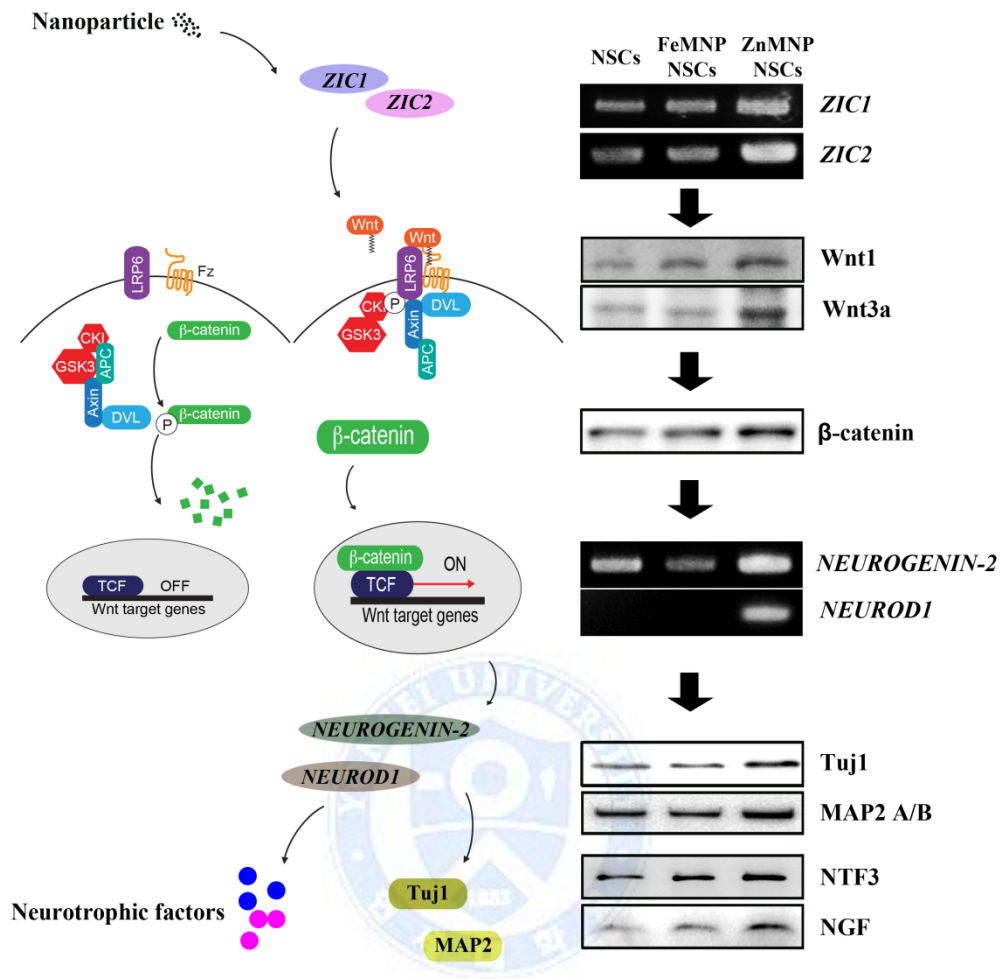 Nanoparticle
ZIC1
ZIC2
Wnt
Wnt
LRP6
Fz
LRP6
CKI
GSK3
APC
Axin
DVL
β-catenin
P
β-catenin
CK
P
GSK3
Axin
DVL
APC
β-catenin
TCF OFF
Wnt target genes
β-catenin
TCF
ON
Wnt target genes
NEUROGENIN-2
NEUROD1
Neurotrophic factors
Tuj1
MAP2
NSCs
FeMNP
NSCs
ZnMNP
NSCs
ZIC1
ZIC2
Wnt1
Wnt3a
β-catenin
NEUROGENIN-2
NEUROD1
Tuj1
MAP2 A/B
NTF3
NGF